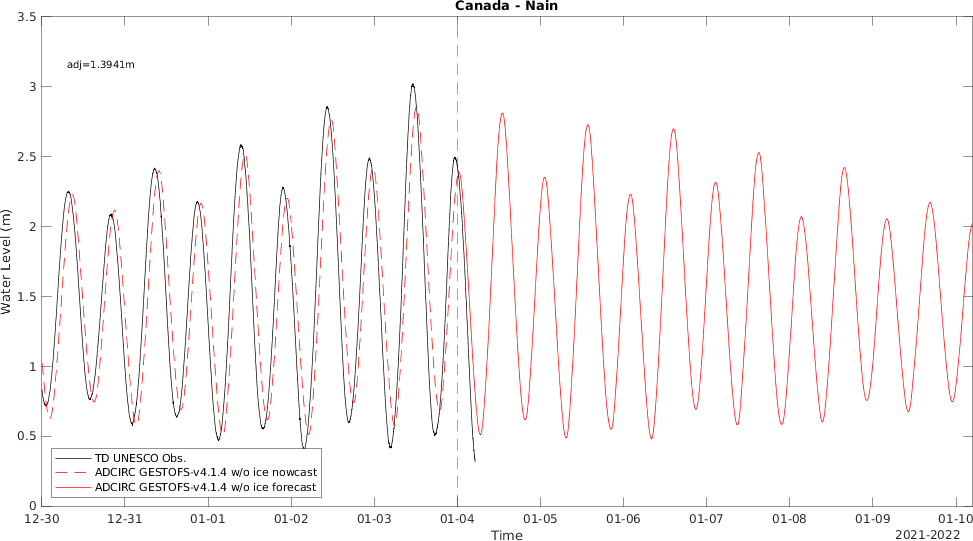 Canada - Nain
3.5
adj=1.3941m
3
2.5
2
Water Level (m)
1.5
1
0.5
TD UNESCO Obs.
ADCIRC GESTOFS-v4.1.4 w/o ice nowcast
ADCIRC GESTOFS-v4.1.4 w/o ice forecast
0
12-30 12-31 01-01 01-02 01-03 01-04 01-05 01-06 01-07 01-08 01-09 01-10
Time
2021-2022